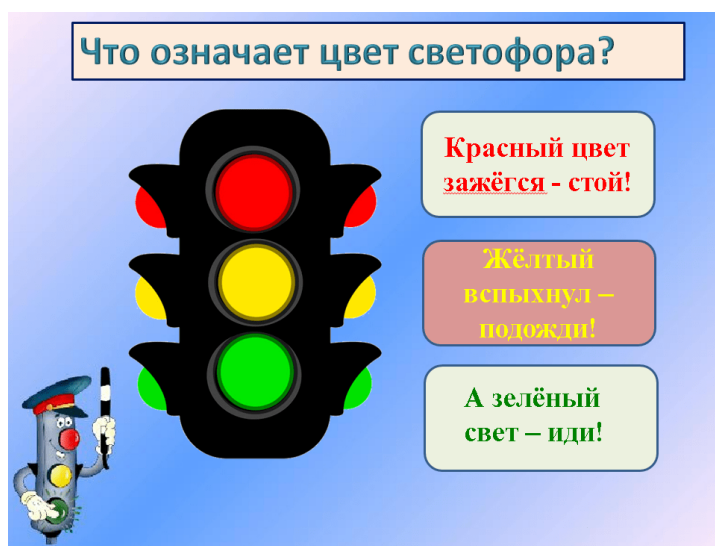 Что означает цвет светофора?
Красный цвет
зажёгся - стой!
Жёлтый
вспыхнул –
подожди!
А зелёный
свет – иди!